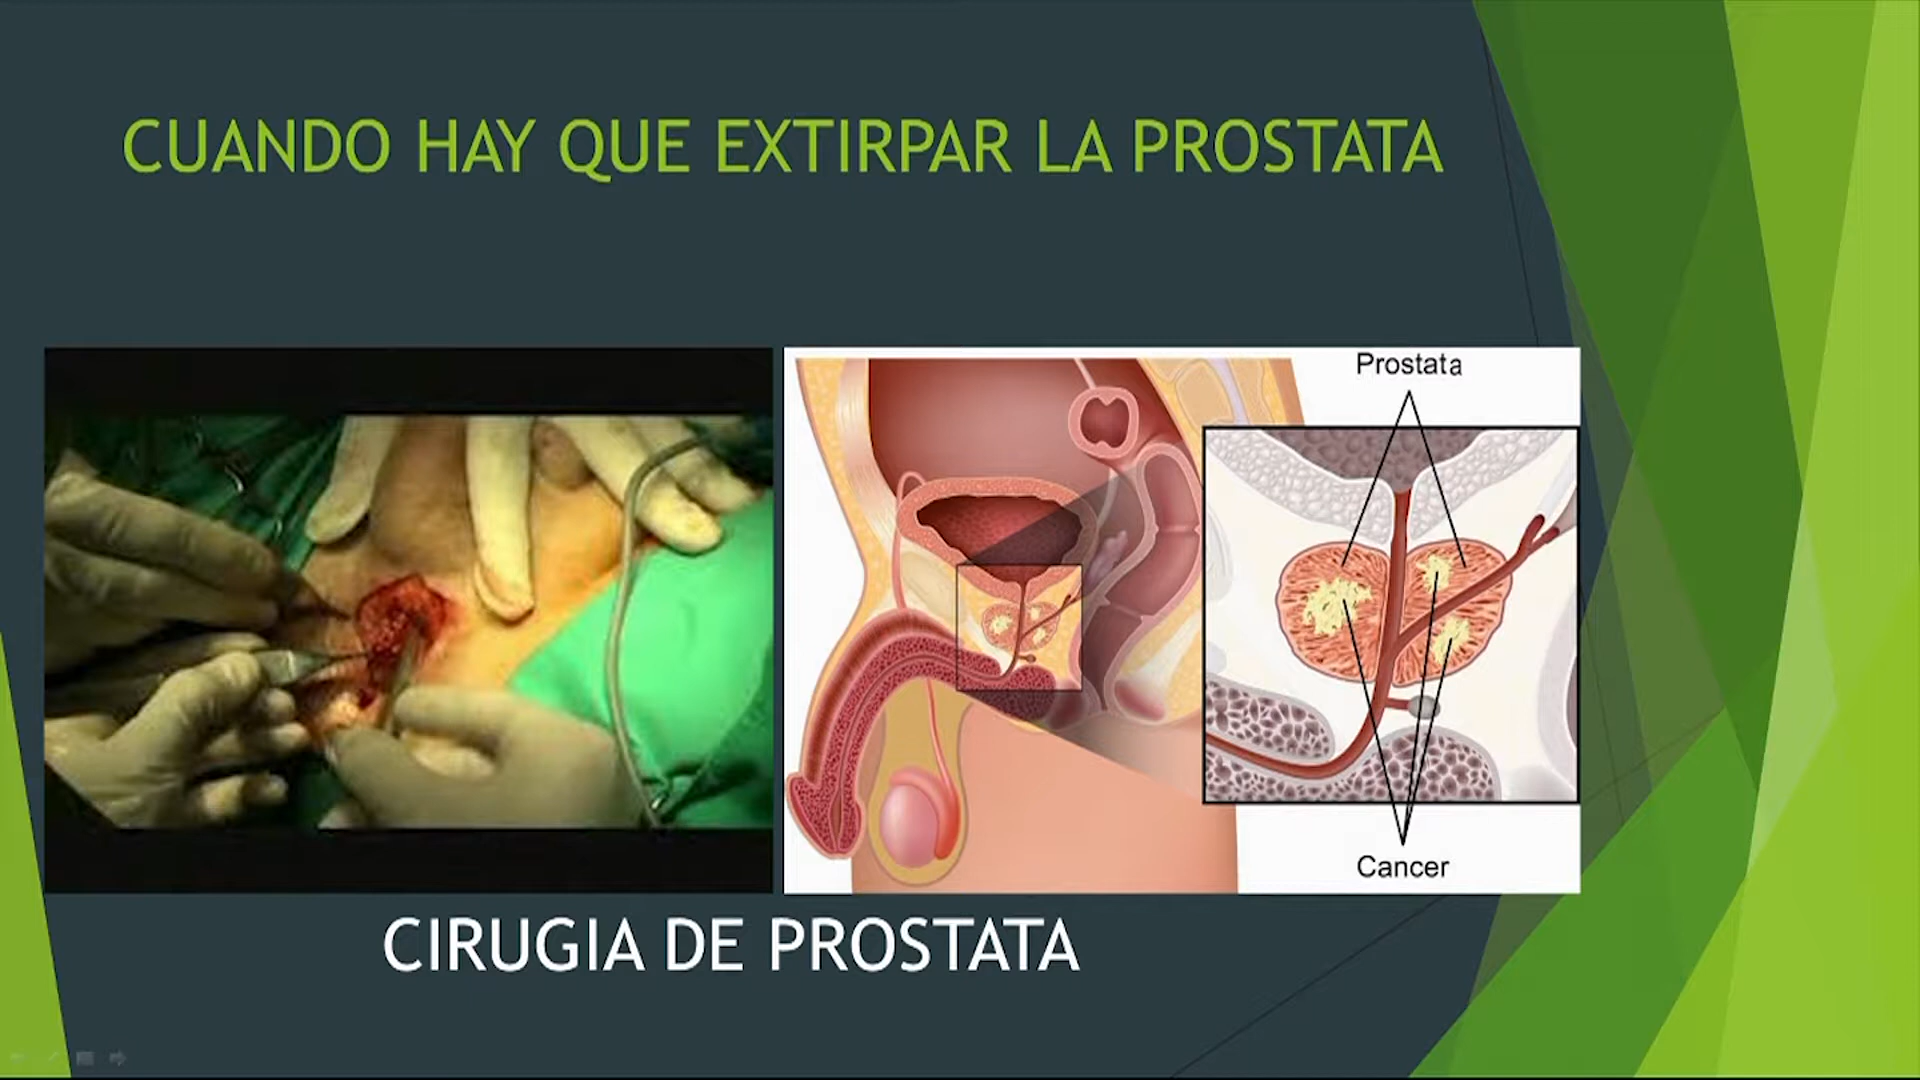 CUANDO HAY QUE EXTIRPAR LA PROSTATA
Prostata
Cancer
CIRUGIA DE PROSTATA